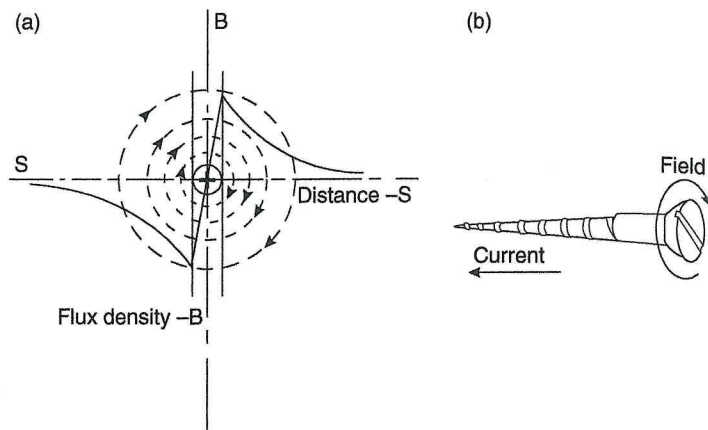 (a)
B
S
Distance –S
Flux density –B
(b)
Field
Current